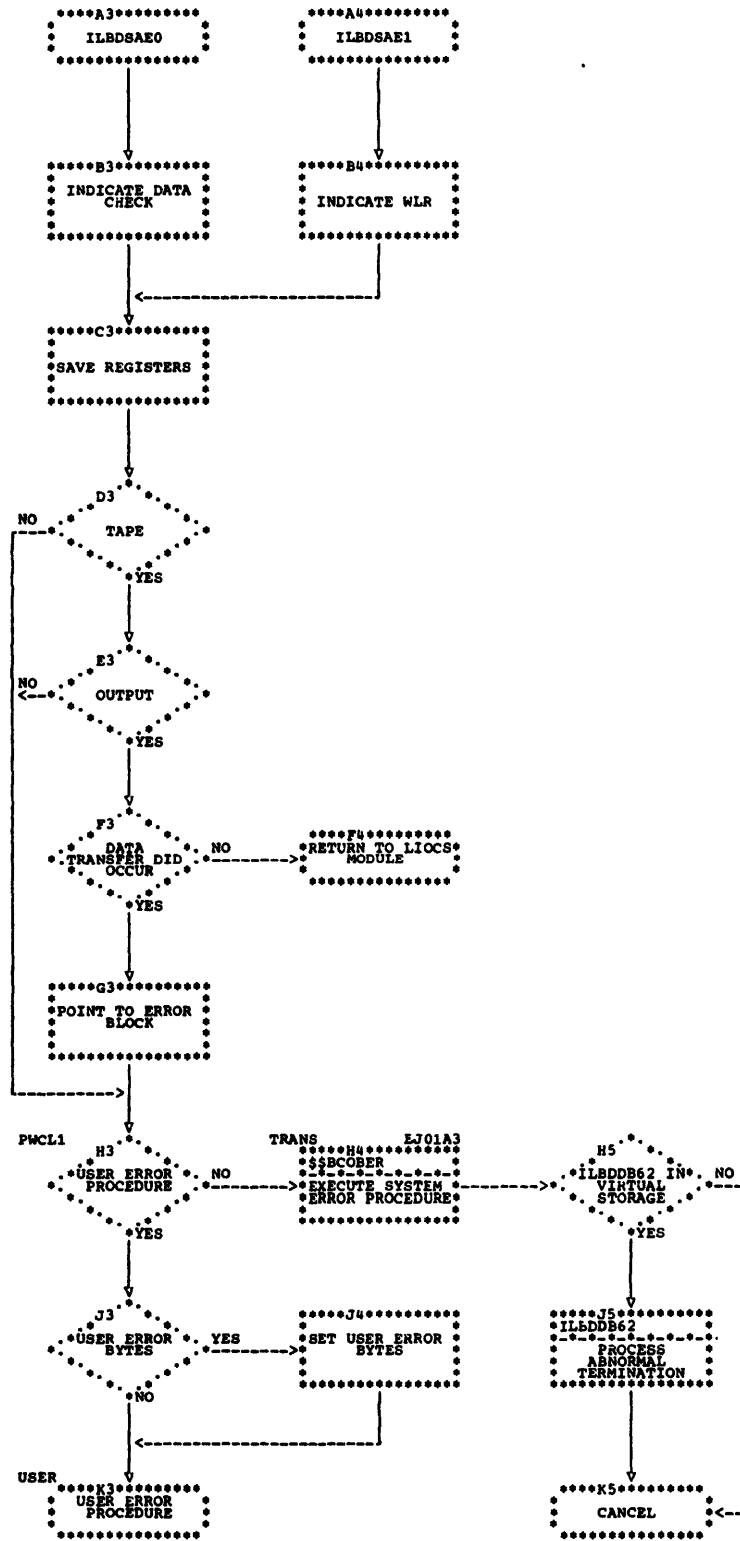 A3
ILBDSAE0
A4
ILBDSAE1
B3
INDICATE DATA
CHECK
B4
INDICATE WLR
C3
SAVE REGISTERS
D3
NO
TAPE
YES
E3
NO
OUTPUT
YES
F3
DATA
TRANSFER DID
OCCUR
NO
YES
F4
RETURN TO LIOCS
MODULE
G3
POINT TO ERROR
BLOCK
PWCL1
H3
USER ERROR
PROCEDURE
NO
YES
TRANS
EJ01A3
H4
$$BCOBER
EXECUTE SYSTEM
ERROR PROCEDURE
H5
ILBDDB62 IN
VIRTUAL
STORAGE
NO
YES
J3
USER ERROR
BYTES
YES
NO
J4
SET USER ERROR
BYTES
J5
ILBDDB62
PROCESS
ABNORMAL
TERMINATION
USER
K3
USER ERROR
PROCEDURE
K5
CANCEL